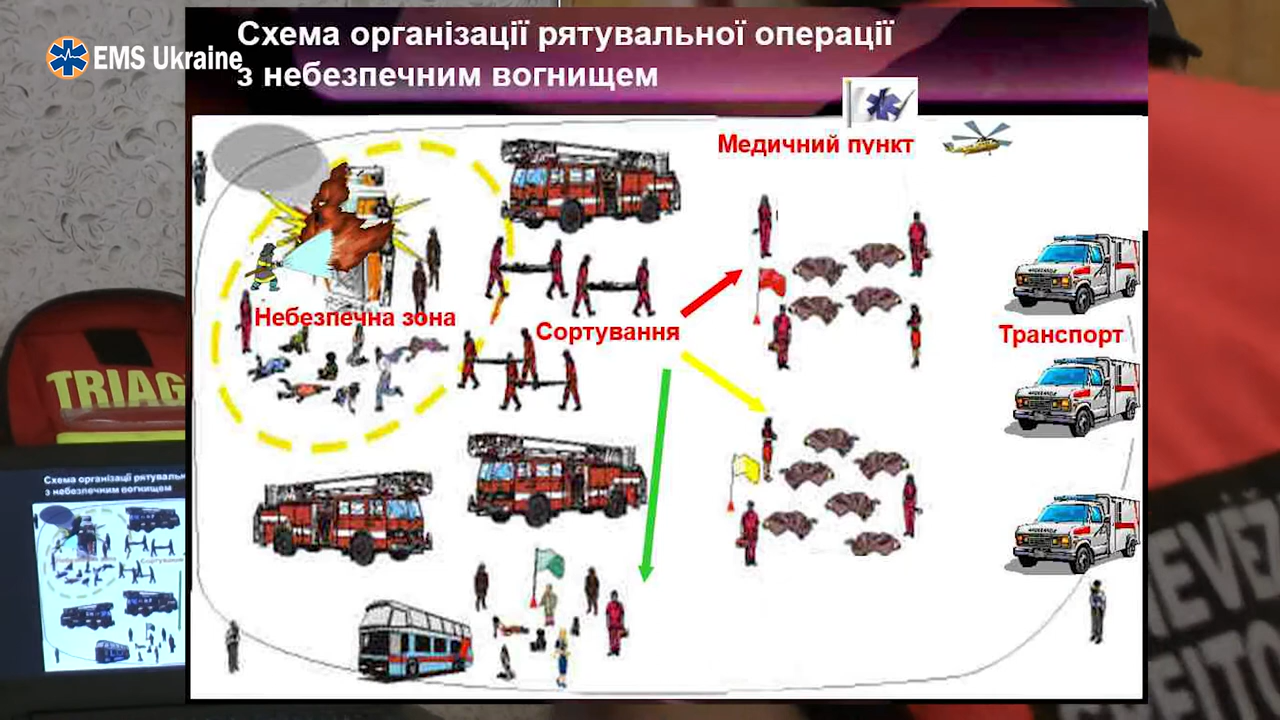 Схема організації рятувальної операції
з небезпечним вогнищем
EMS Ukraine
Медичний пункт
Небезпечна зона
Сортування
Транспорт
TRIAG
Схема організації рятуваль
з небезпечним вогнищем